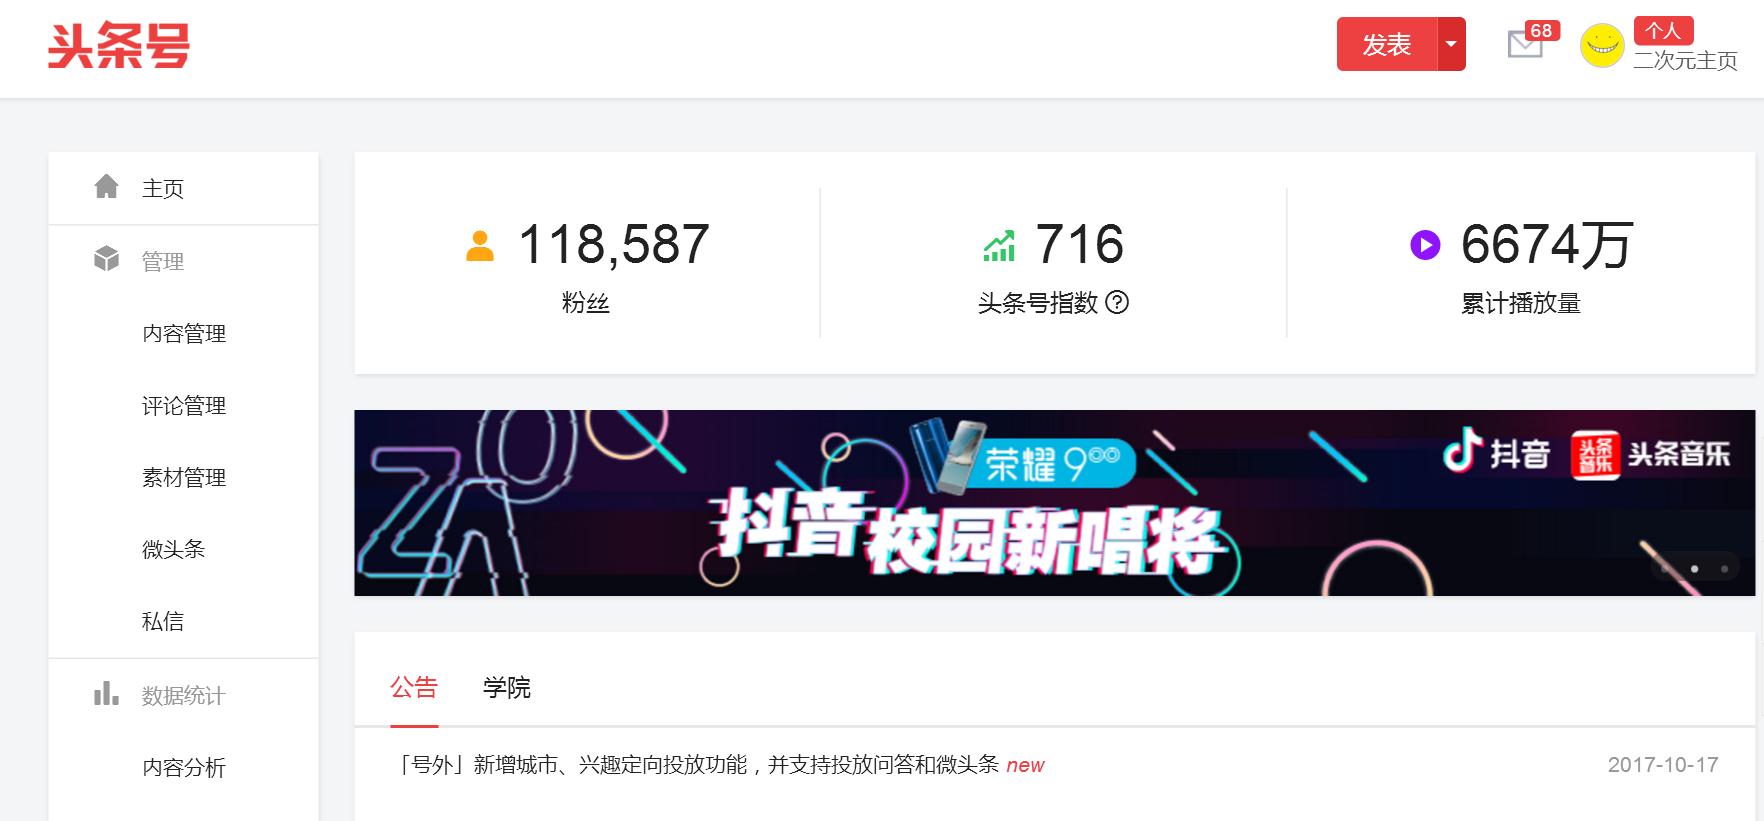 头条号
发表
68
个人
二次元主页
主页
管理
内容管理
评论管理
素材管理
微头条
私信
数据统计
内容分析
118,587
粉丝
716
头条号指数 ?
6674万
累计播放量
荣耀 9
抖音
头条音乐
头条音乐
抖音校园新唱将
公告
学院
「号外」新增城市、兴趣定向投放功能，并支持投放问答和微头条 new
2017-10-17